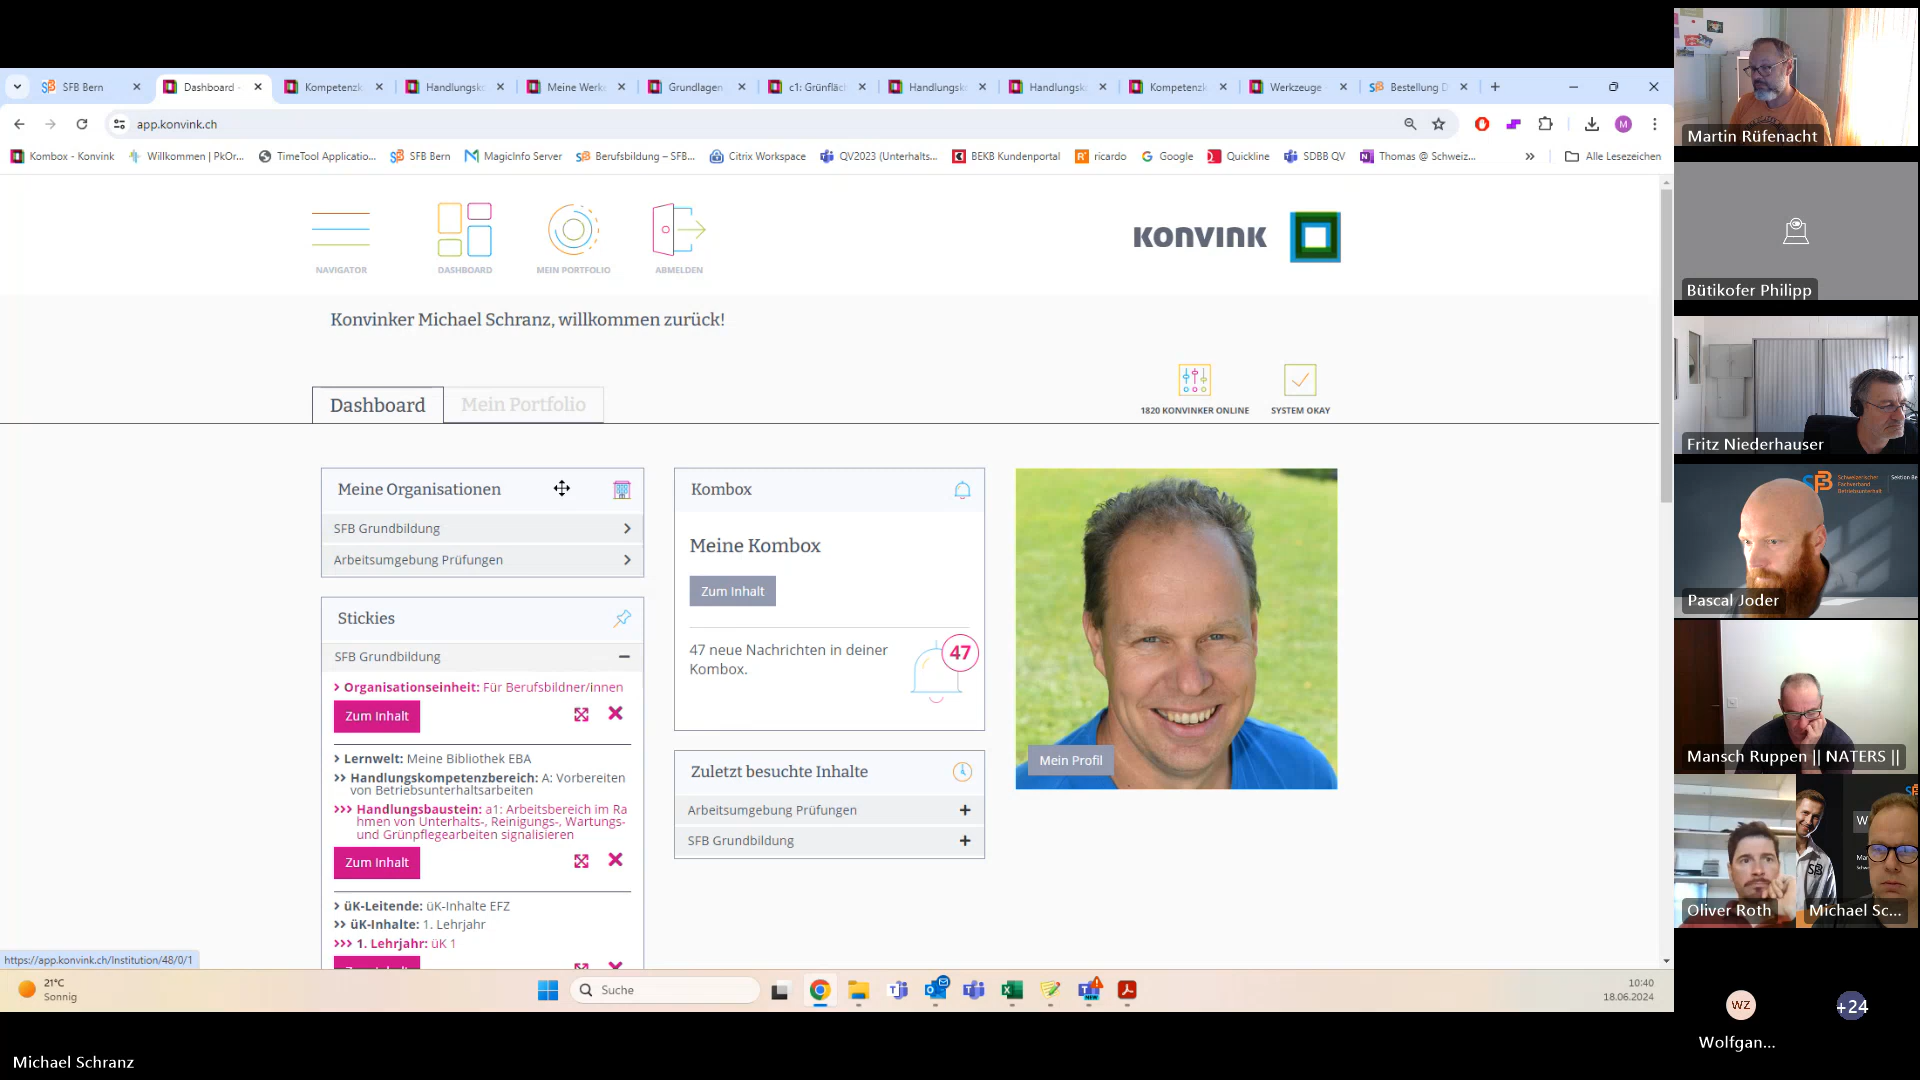 SFB Bern
Dashboard -
Kompetenzk
Handlungsk
Meine Werk
Grundlagen
c1: Grünfläc
Handlungsk
Handlungsk
Kompetenzk
Werkzeuge
Bestellung D
app.konvink.ch
M
Kombox - Konvink
Willkommen | PkOr...
TimeTool Applicatio...
SFB Bern
MagicInfo Server
Berufsbildung – SFB...
Citrix Workspace
QV2023 (Unterhalts...
BEKB Kundenportal
ricardo
Google
Quickline
SDBB QV
Thomas @ Schweiz...
Alle Lesezeichen
NAVIGATOR
DASHBOARD
MEIN PORTFOLIO
ABMELDEN
KONVINK
Konvinker Michael Schranz, willkommen zurück!
Dashboard
Mein Portfolio
1820 KONVINKER ONLINE
SYSTEM OKAY
Meine Organisationen
SFB Grundbildung
Arbeitsumgebung Prüfungen
Stickies
SFB Grundbildung
Organisationseinheit: Für Berufsbildner/innen
Zum Inhalt
Lernwelt: Meine Bibliothek EBA
Handlungskompetenzbereich: A: Vorbereiten
von Betriebsunterhaltsarbeiten
Handlungsbaustein: a1: Arbeitsbereich im Ra
hmen von Unterhalts-, Reinigungs-, Wartungs-
und Grünpflegearbeiten signalisieren
Zum Inhalt
üK-Leitende: üK-Inhalte EFZ
üK-Inhalte: 1. Lehrjahr
1. Lehrjahr: üK 1
Kombox
Meine Kombox
Zum Inhalt
47 neue Nachrichten in deiner
Kombox.
47
Zuletzt besuchte Inhalte
Arbeitsumgebung Prüfungen
SFB Grundbildung
Mein Profil
https://app.konvink.ch/Institution/48/0/1
21°C
Sonnig
Suche
10:40
18.06.2024
Michael Schranz
Martin Rüfenacht
Bütikofer Philipp
Fritz Niederhauser
SFB
Schweizerischer
Fachverband
Betriebsunterhalt
Sektion Be
Pascal Joder
Mansch Ruppen || NATERS ||
Oliver Roth
Michael Sc...
WZ
Wolfgan...
+24